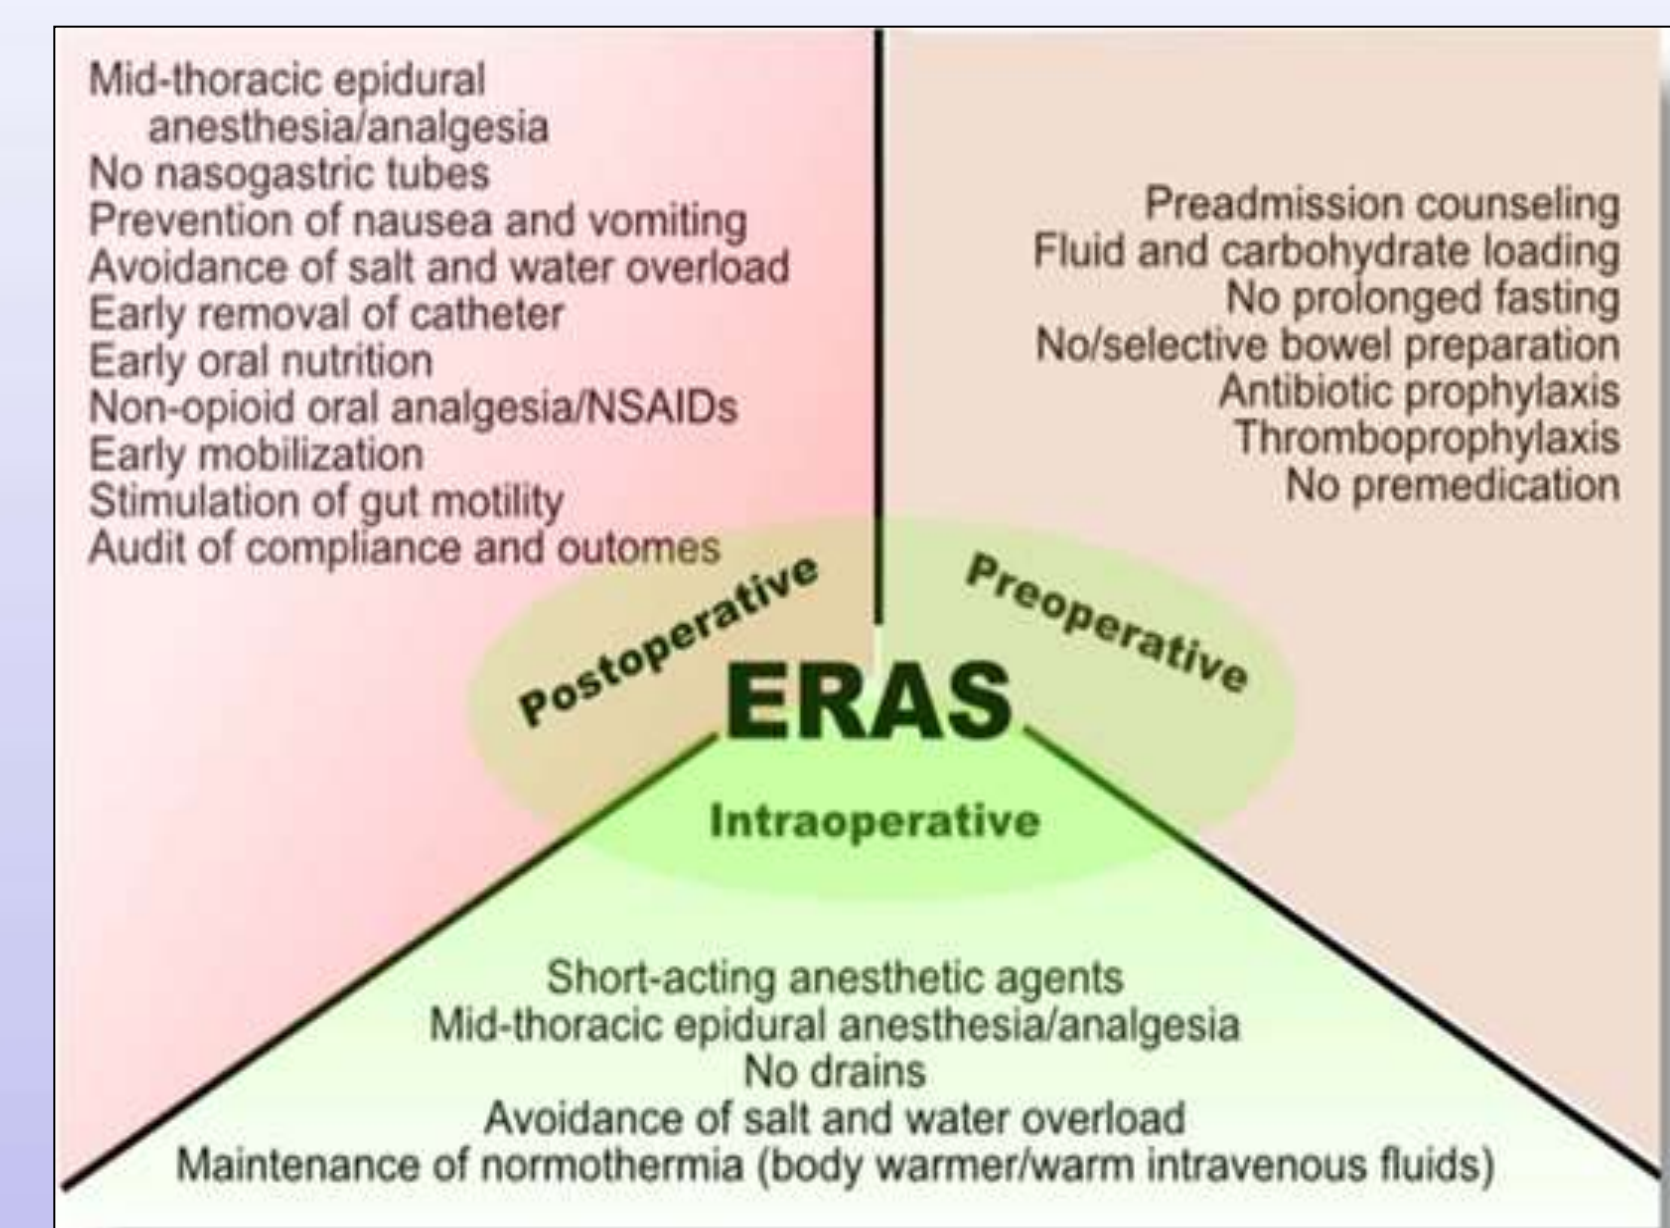 Mid-thoracic epidural
anesthesia/analgesia
No nasogastric tubes
Prevention of nausea and vomiting
Avoidance of salt and water overload
Early removal of catheter
Early oral nutrition
Non-opioid oral analgesia/NSAIDs
Early mobilization
Stimulation of gut motility
Audit of compliance and outomes
Preadmission counseling
Fluid and carbohydrate loading
No prolonged fasting
No/selective bowel preparation
Antibiotic prophylaxis
Thromboprophylaxis
No premedication
Postoperative
Preoperative
ERAS
Intraoperative
Short-acting anesthetic agents
Mid-thoracic epidural anesthesia/analgesia
No drains
Avoidance of salt and water overload
Maintenance of normothermia (body warmer/warm intravenous fluids)